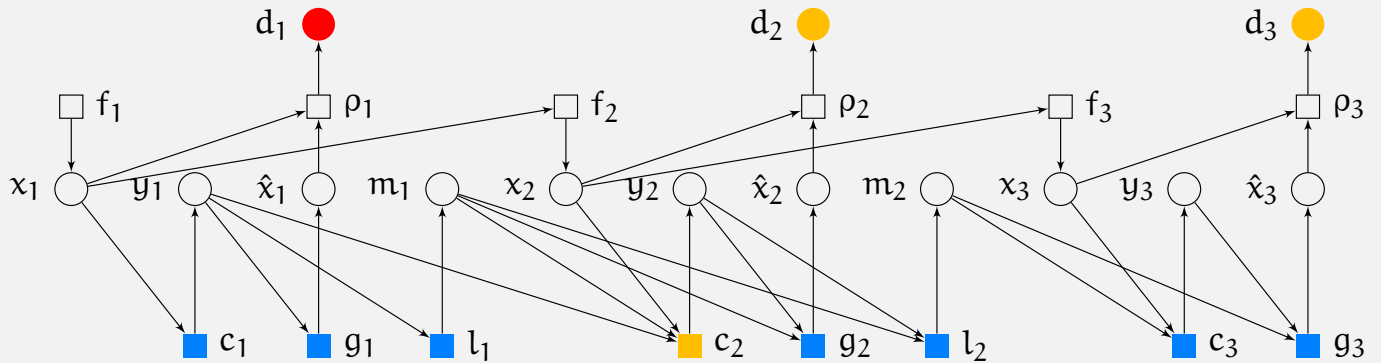 d₁ d₂ d₃
f₁ ρ₁ f₂ ρ₂ f₃ ρ₃
x₁ y₁ x̂₁ m₁ x₂ y₂ x̂₂ m₂ x₃ y₃ x̂₃
c₁ g₁ l₁ c₂ g₂ l₂ c₃ g₃